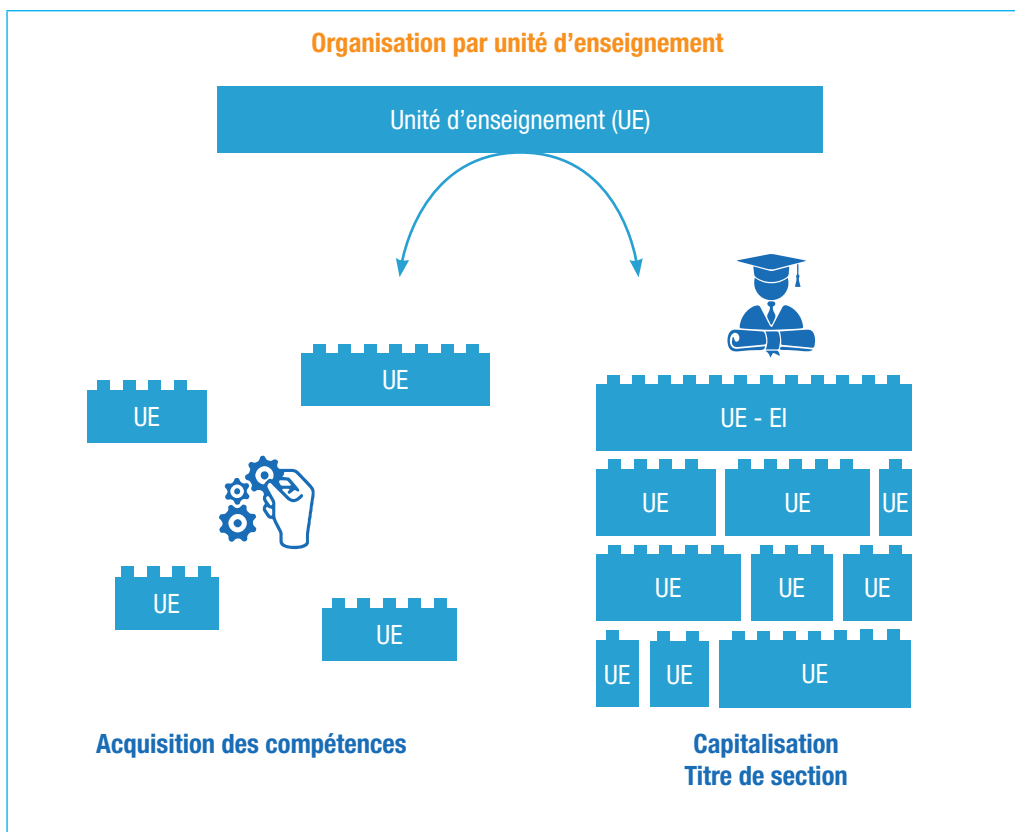 Organisation par unité d’enseignement
Unité d’enseignement (UE)
UE
UE
UE
UE
UE - EI
UE
UE
UE
UE
UE
UE
UE
UE
UE
Acquisition des compétences
Capitalisation
Titre de section